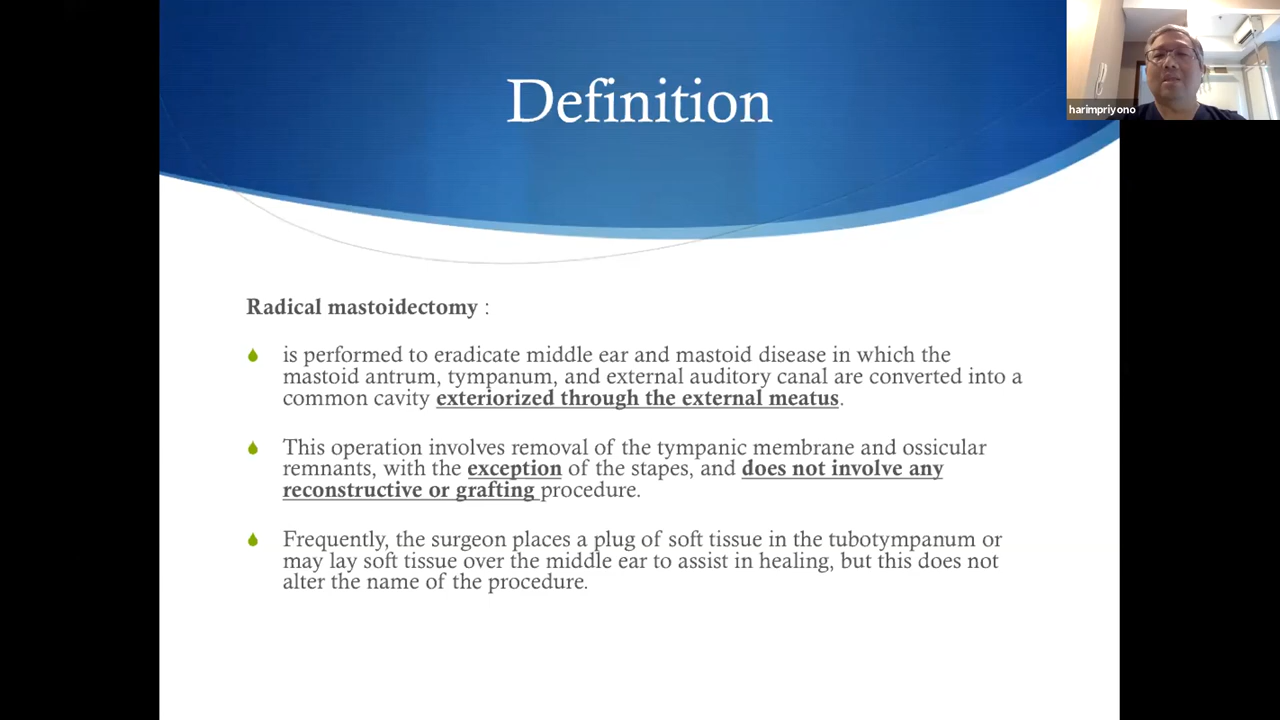 Definition
harimpriyono
Radical mastoidectomy :
is performed to eradicate middle ear and mastoid disease in which the
mastoid antrum, tympanum, and external auditory canal are converted into a
common cavity exteriorized through the external meatus.
This operation involves removal of the tympanic membrane and ossicular
remnants, with the exception of the stapes, and does not involve any
reconstructive or grafting procedure.
Frequently, the surgeon places a plug of soft tissue in the tubotympanum or
may lay soft tissue over the middle ear to assist in healing, but this does not
alter the name of the procedure.